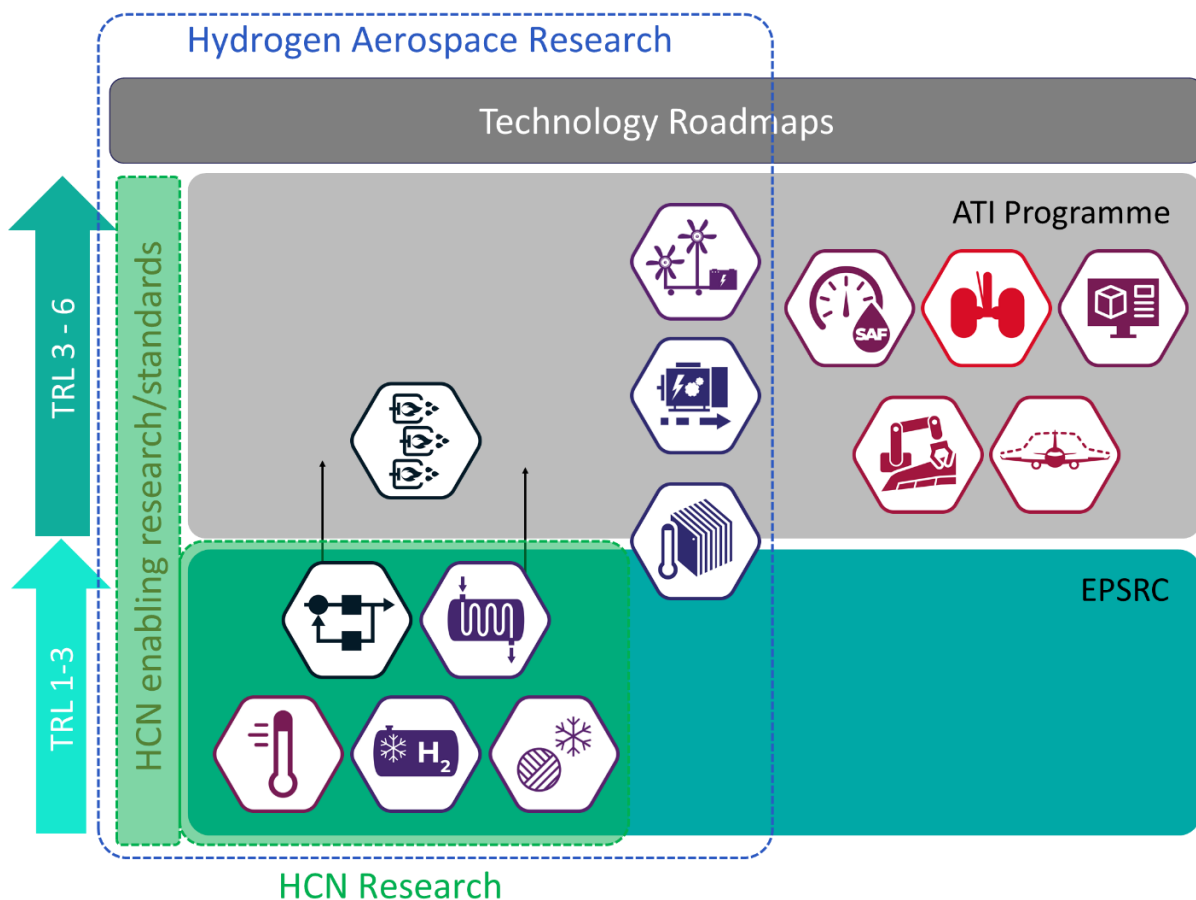 Hydrogen Aerospace Research
Technology Roadmaps
ATI Programme
SAF
TRL 3 - 6
HCN enabling research/standards
EPSRC
TRL 1-3
H2
HCN Research